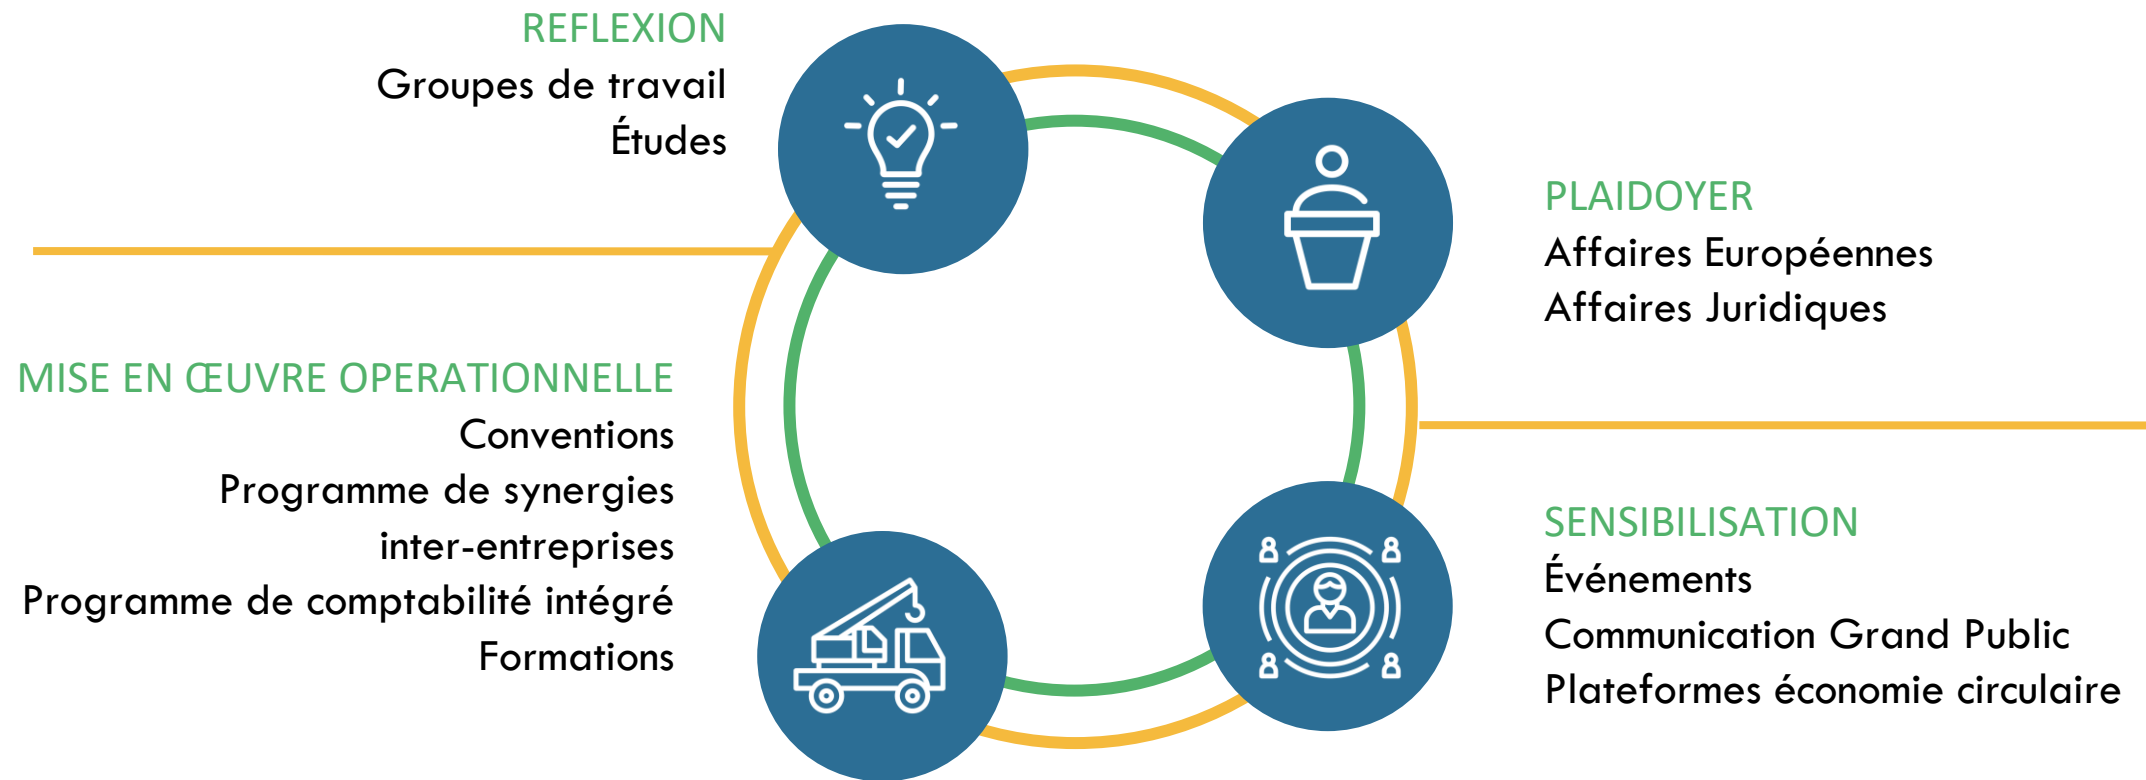 REFLEXION
Groupes de travail
Études
PLAIDOYER
Affaires Européennes
Affaires Juridiques
MISE EN ŒUVRE OPERATIONNELLE
Conventions
Programme de synergies
inter-entreprises
Programme de comptabilité intégré
Formations
SENSIBILISATION
Événements
Communication Grand Public
Plateformes économie circulaire